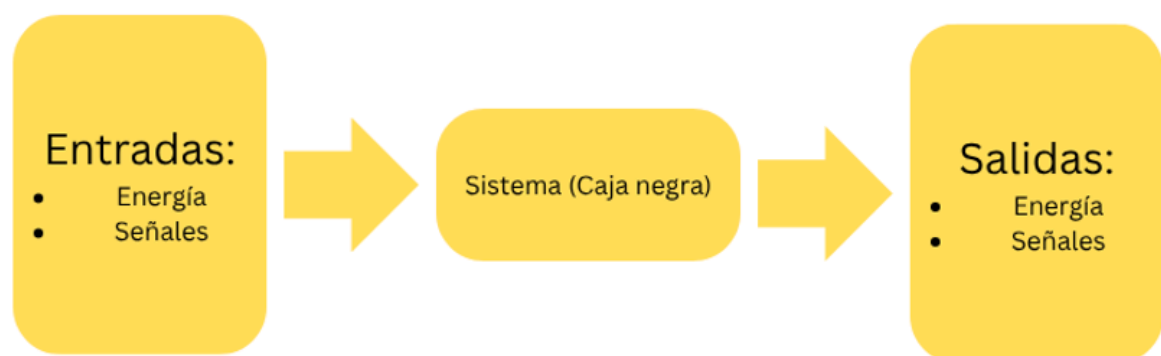 Entradas:
• Energía
• Señales
Sistema (Caja negra)
Salidas:
• Energía
• Señales